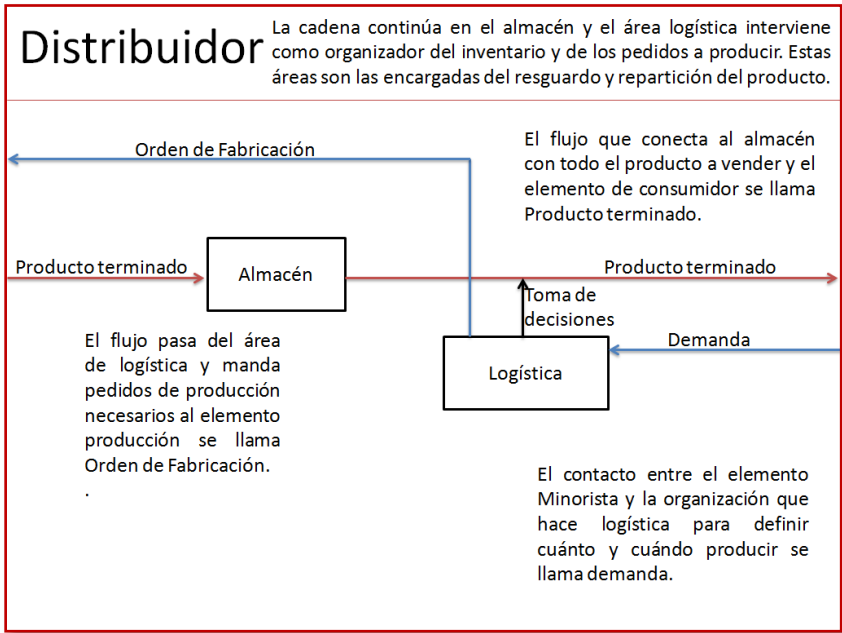 Distribuidor
La cadena continúa en el almacén y el área logística interviene
como organizador del inventario y de los pedidos a producir. Estas
áreas son las encargadas del resguardo y repartición del producto.
Orden de Fabricación
El flujo que conecta al almacén
con todo el producto a vender y el
elemento de consumidor se llama
Producto terminado.
Producto terminado
Almacén
Producto terminado
Toma de
decisiones
Demanda
Logística
El flujo pasa del área
de logística y manda
pedidos de producción
necesarios al elemento
producción se llama
Orden de Fabricación.
.
El contacto entre el elemento
Minorista y la organización que
hace logística para definir
cuánto y cuándo producir se
llama demanda.